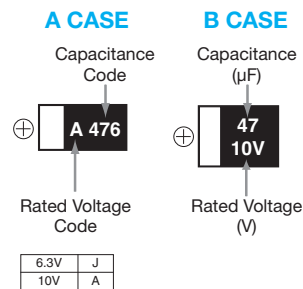 A CASE
Capacitance
Code
⊕ A 476
Rated Voltage
Code
6.3V J
10V A
B CASE
Capacitance
(µF)
⊕ 47
10V
Rated Voltage
(V)